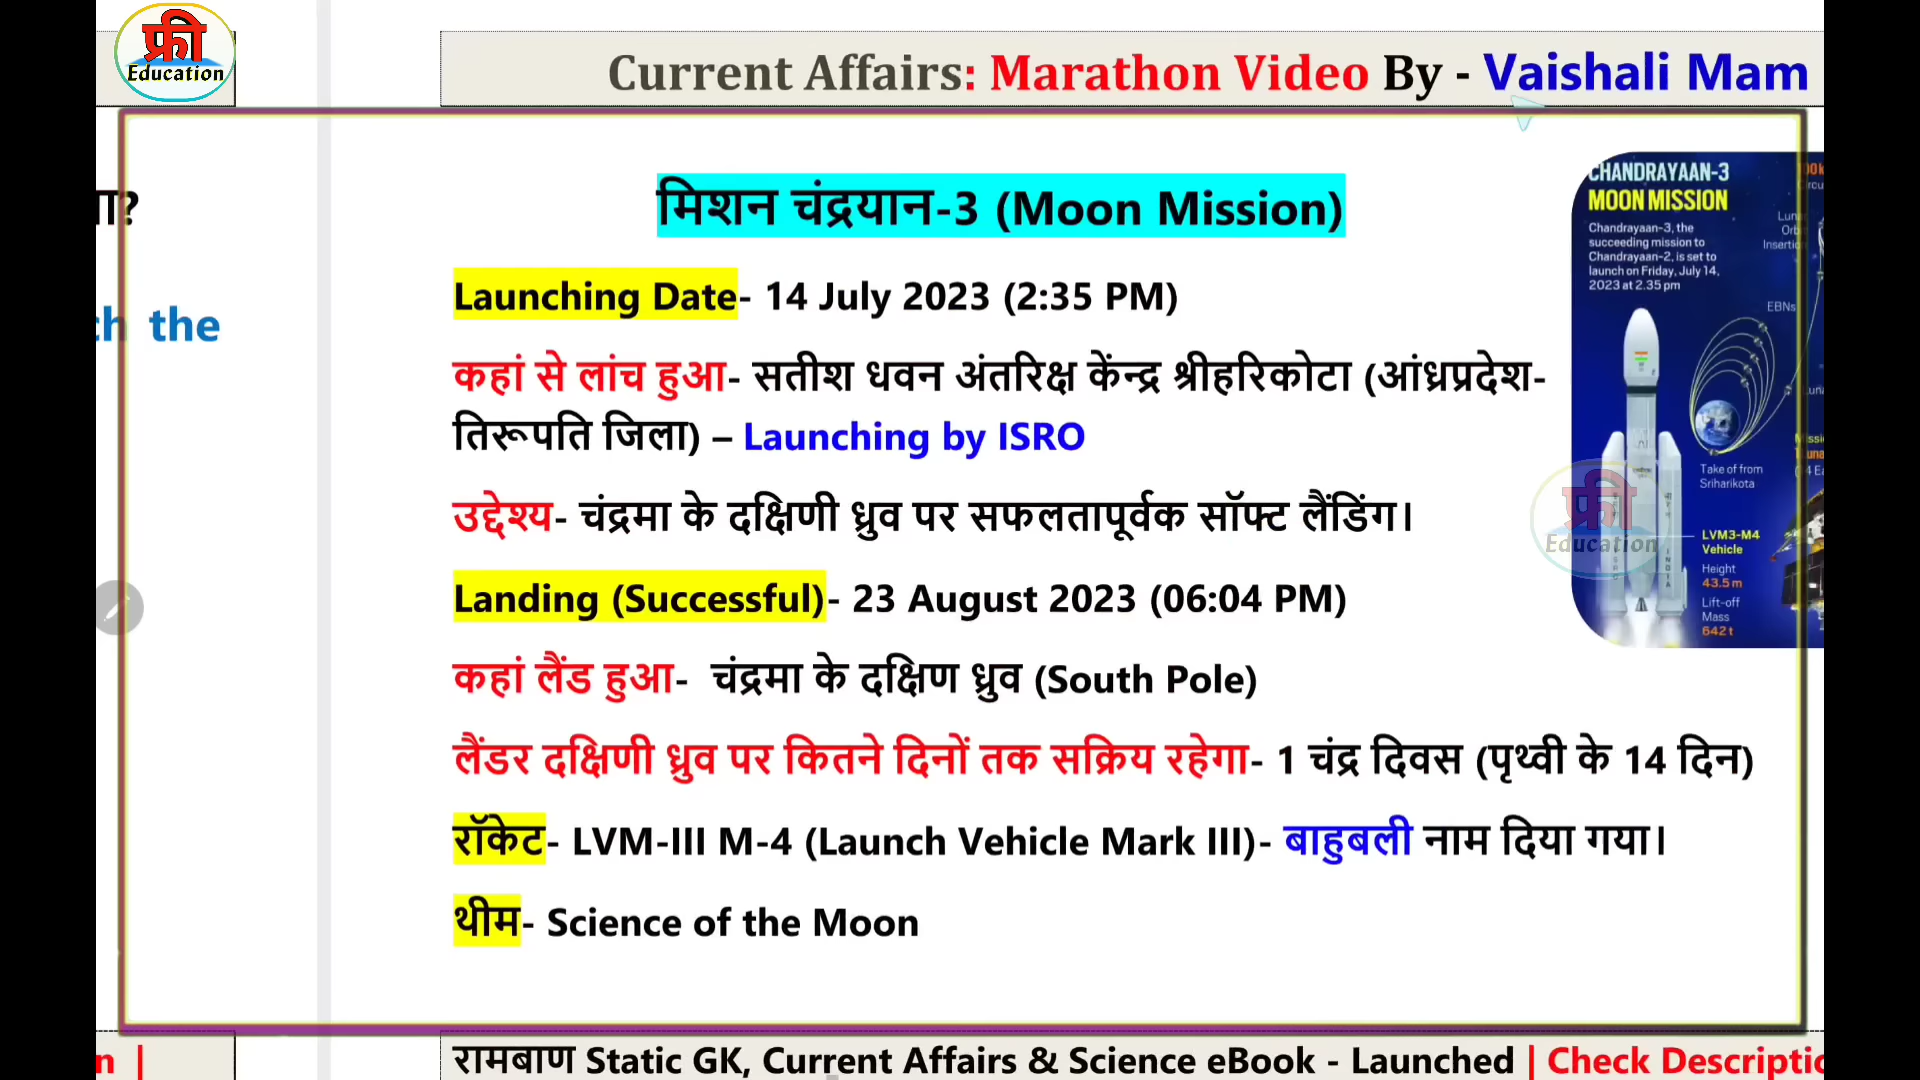 फ्री
Education
Current Affairs: Marathon Video By - Vaishali Mam
मिशन चंद्रयान-3 (Moon Mission)
Launching Date- 14 July 2023 (2:35 PM)
कहां से लांच हुआ- सतीश धवन अंतरिक्ष केंन्द्र श्रीहरिकोटा (आंध्रप्रदेश-
तिरूपति जिला) – Launching by ISRO
उद्देश्य- चंद्रमा के दक्षिणी ध्रुव पर सफलतापूर्वक सॉफ्ट लैंडिंग।
Landing (Successful)- 23 August 2023 (06:04 PM)
कहां लैंड हुआ- चंद्रमा के दक्षिण ध्रुव (South Pole)
लैंडर दक्षिणी ध्रुव पर कितने दिनों तक सक्रिय रहेगा- 1 चंद्र दिवस (पृथ्वी के 14 दिन)
रॉकेट- LVM-III M-4 (Launch Vehicle Mark III)- बाहुबली नाम दिया गया।
थीम- Science of the Moon
the
CHANDRAYAAN-3
MOON MISSION
Chandrayaan-3, the
succeeding mission to
Chandrayaan-2, is set to
launch on Friday, July 14,
2023 at 2.35 pm
EBNs
Take of from
Sriharikota
फ्री
Education
LVM3-M4
Vehicle
Height
43.5 m
Lift-off
Mass
642 t
रामबाण Static GK, Current Affairs & Science eBook - Launched | Check